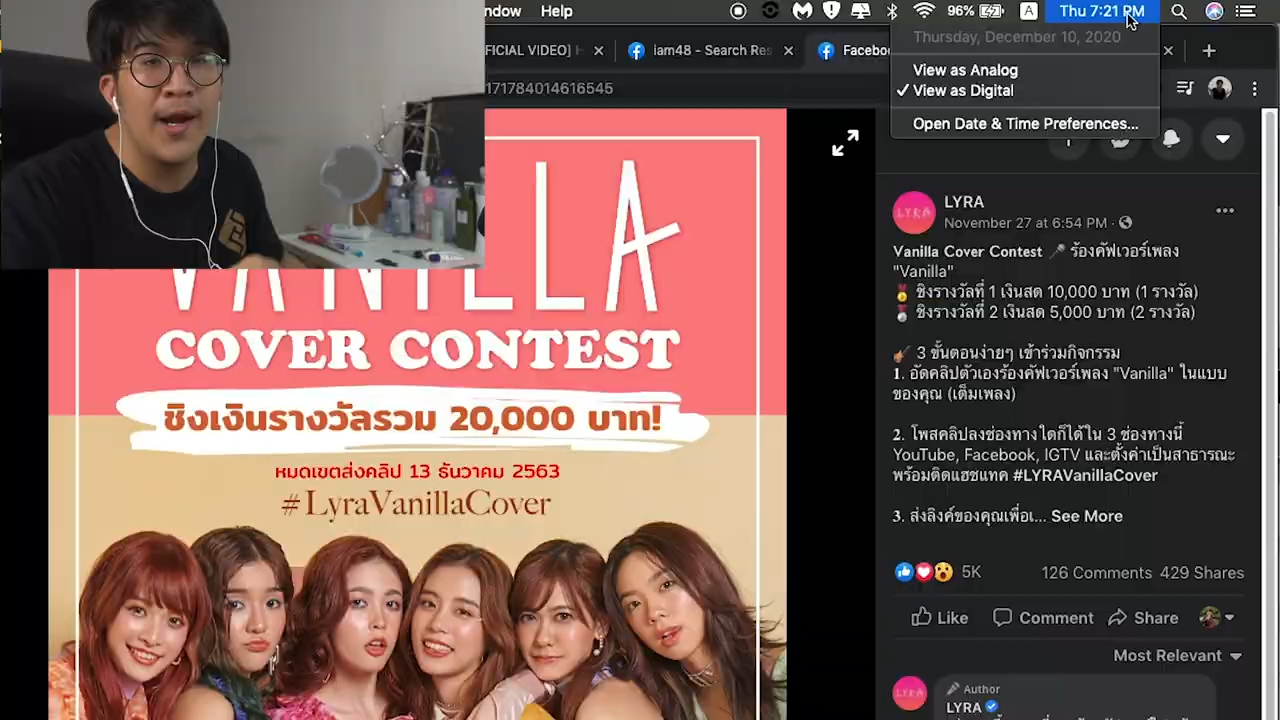 ndow Help
96% A Thu 7:21 PM
FICIAL VIDEO]
iam48 - Search Res
Facebo
171784014616545
Thursday, December 10, 2020
View as Analog
✓ View as Digital
Open Date & Time Preferences...
VANILLA
COVER CONTEST
ชิงเงินรางวัลรวม 20,000 บาท!
หมดเขตส่งคลิป 13 ธันวาคม 2563
#LyraVanillaCover
LYRA
LYRA
November 27 at 6:54 PM ·
Vanilla Cover Contest 🎤 ร้องคัฟเวอร์เพลง
"Vanilla"
🥇 ชิงรางวัลที่ 1 เงินสด 10,000 บาท (1 รางวัล)
🥈 ชิงรางวัลที่ 2 เงินสด 5,000 บาท (2 รางวัล)
🎸 3 ขั้นตอนง่ายๆ เข้าร่วมกิจกรรม
1. อัดคลิปตัวเองร้องคัฟเวอร์เพลง "Vanilla" ในแบบ
ของคุณ (เต็มเพลง)
2. โพสคลิปลงช่องทางใดก็ได้ใน 3 ช่องทางนี้
YouTube, Facebook, IGTV และตั้งค่าเป็นสาธารณะ
พร้อมติดแฮชแทค #LYRAVanillaCover
3. ส่งลิงค์ของคุณเพื่อเ... See More
5K
126 Comments 429 Shares
Like Comment Share
Most Relevant
LYRA
Author
LYRA